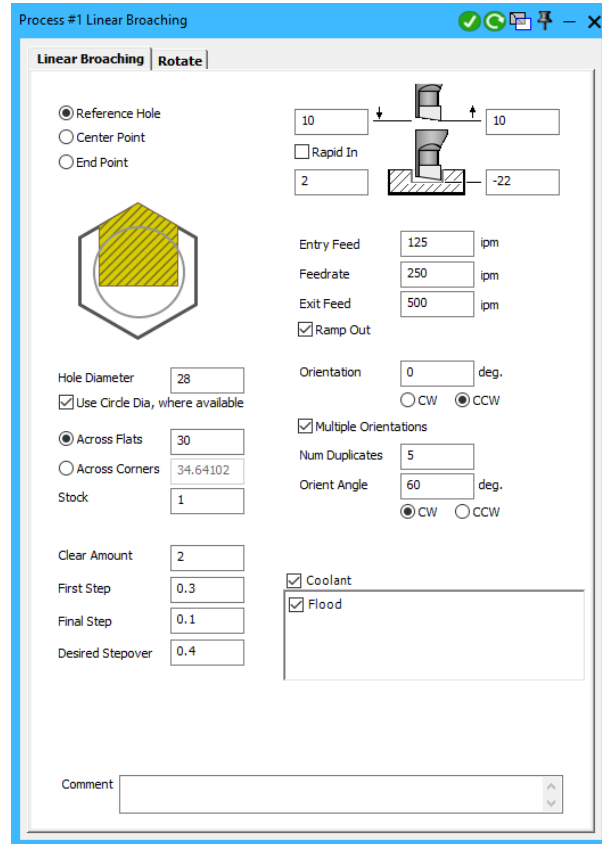 Process #1 Linear Broaching
Linear Broaching Rotate
Reference Hole
Center Point
End Point
10 10
Rapid In
2 -22
Entry Feed 125 ipm
Feedrate 250 ipm
Exit Feed 500 ipm
Ramp Out
Hole Diameter 28
Use Circle Dia, where available
Orientation 0 deg.
CW CCW
Across Flats 30
Across Corners 34.64102
Stock 1
Multiple Orientations
Num Duplicates 5
Orient Angle 60 deg.
CW CCW
Clear Amount 2
First Step 0.3
Final Step 0.1
Desired Stepover 0.4
Coolant
Flood
Comment